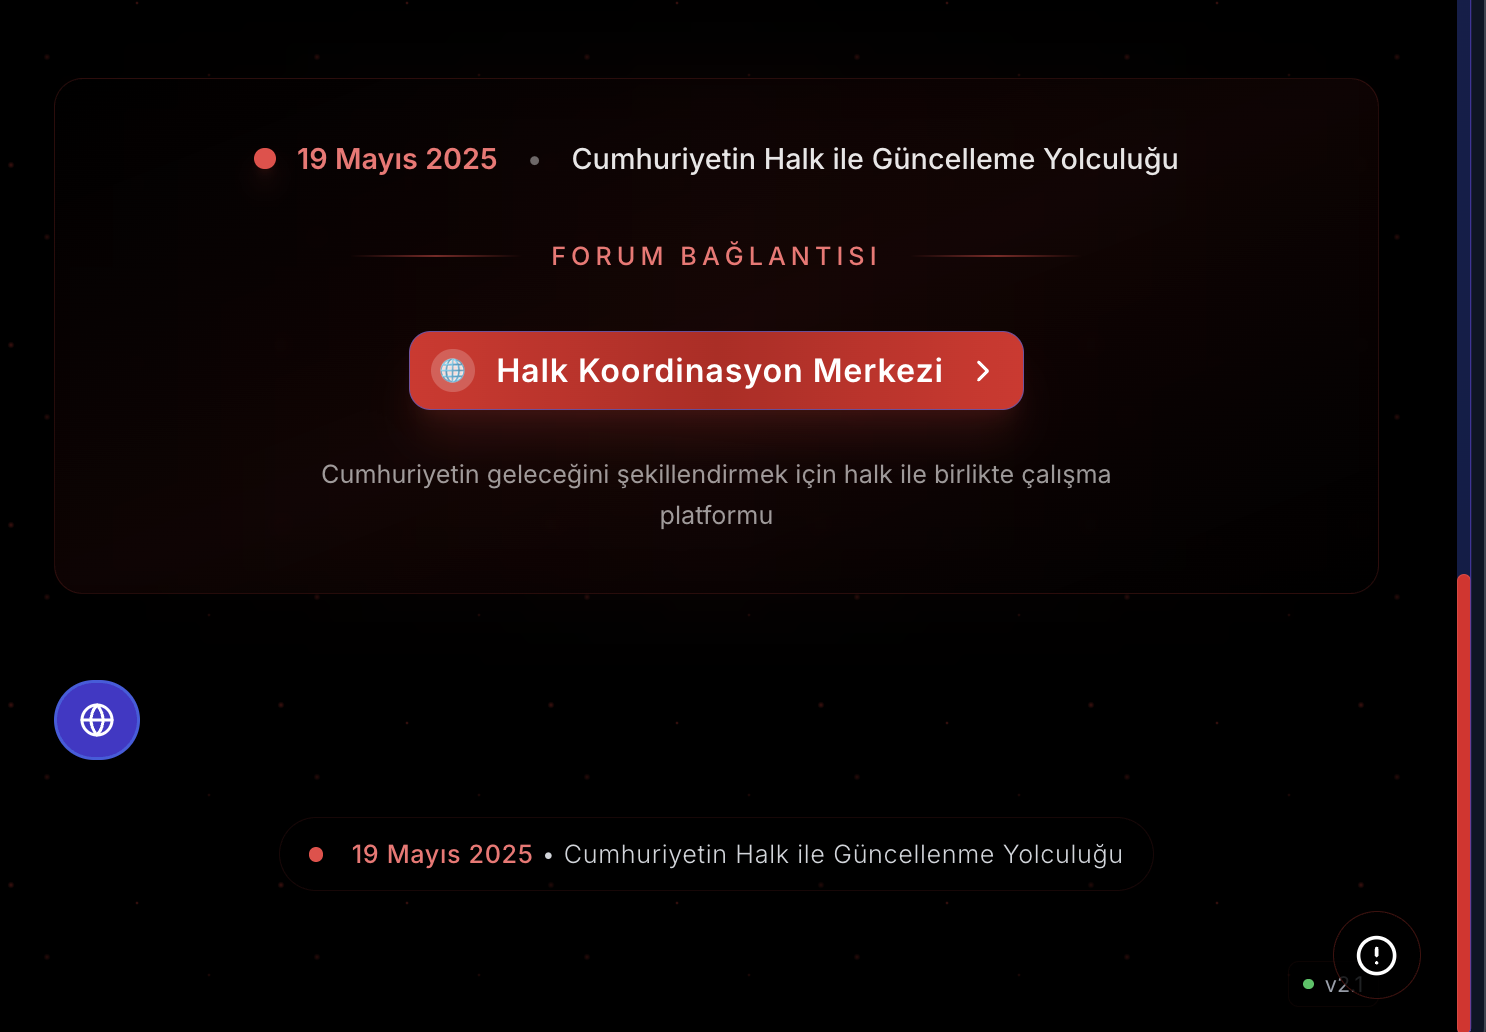 19 Mayıs 2025 • Cumhuriyetin Halk ile Güncelleme Yolculuğu
FORUM BAĞLANTISI
Halk Koordinasyon Merkezi
Cumhuriyetin geleceğini şekillendirmek için halk ile birlikte çalışma
platformu
19 Mayıs 2025 • Cumhuriyetin Halk ile Güncellenme Yolculuğu
v2.1